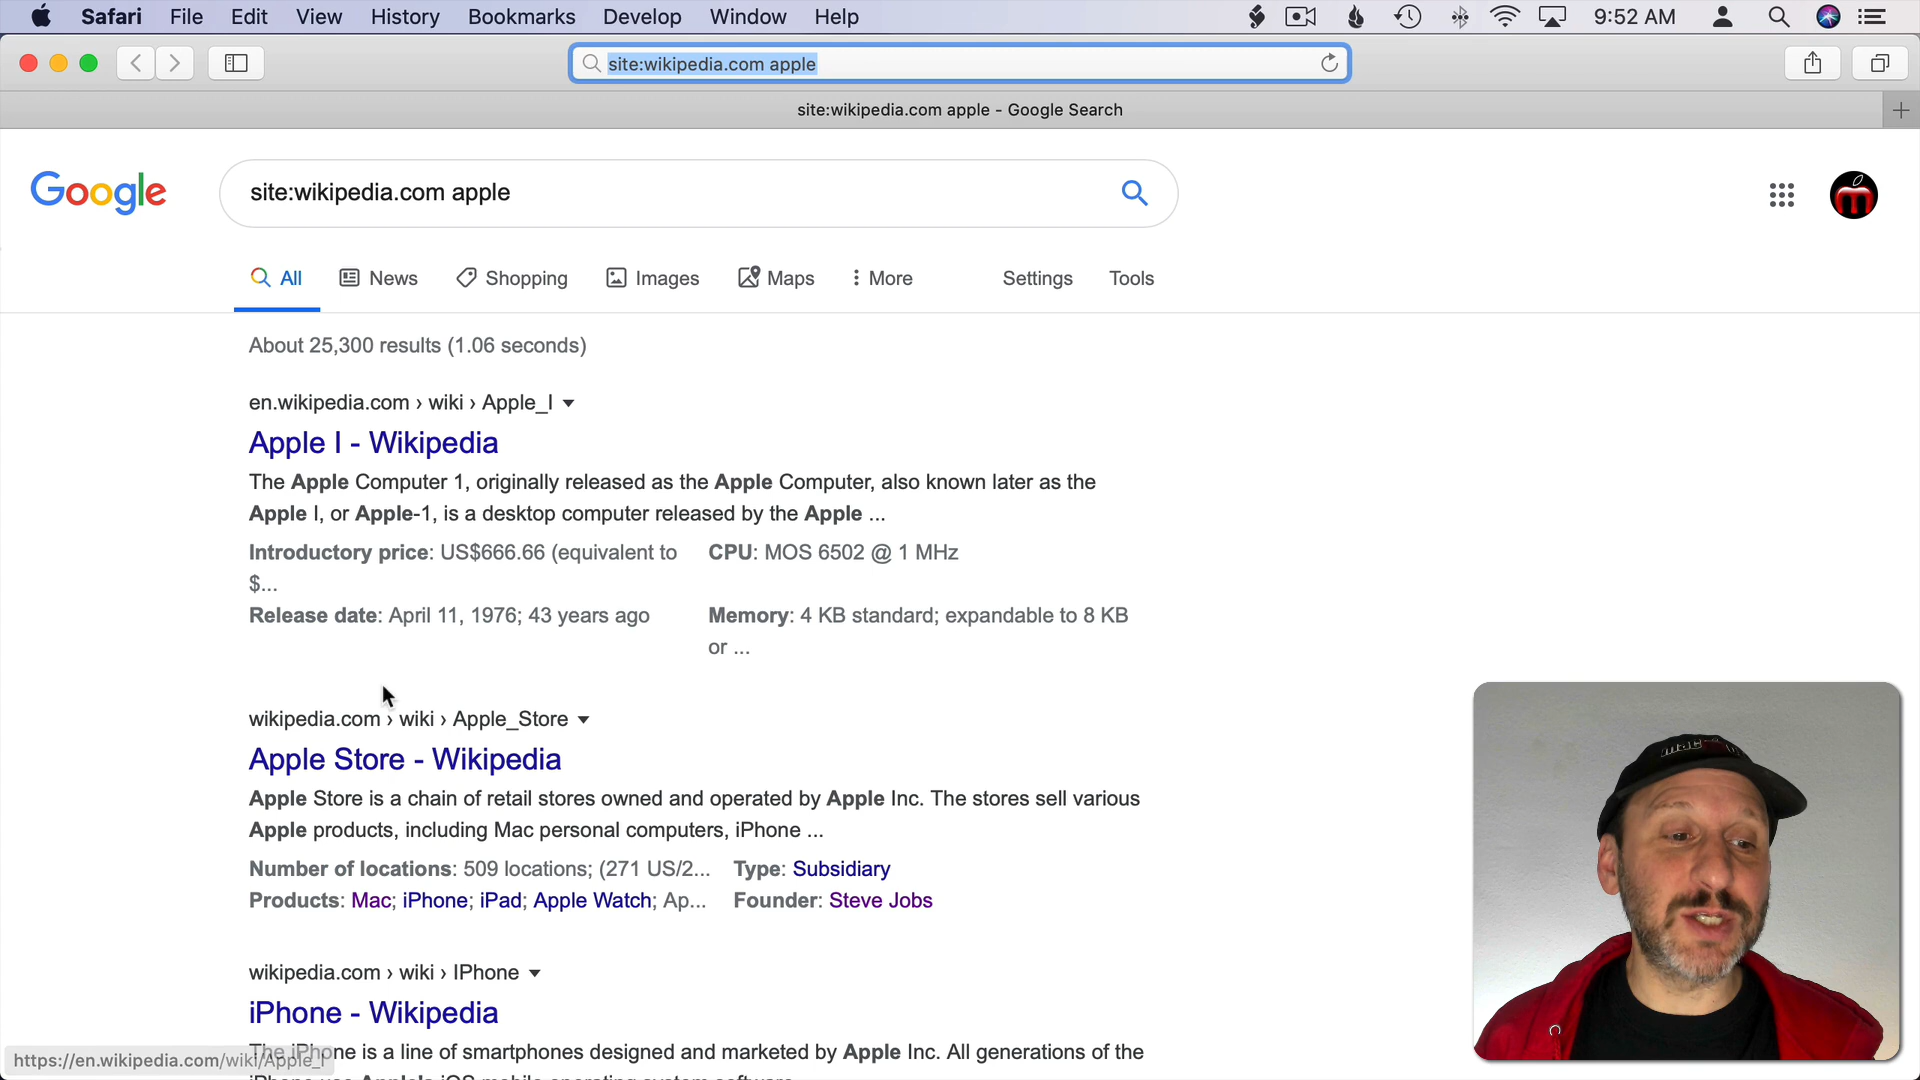 Safari File Edit View History Bookmarks Develop Window Help 9:52 AM
site:wikipedia.com apple
site:wikipedia.com apple - Google Search
Google site:wikipedia.com apple
All News Shopping Images Maps More Settings Tools
About 25,300 results (1.06 seconds)
en.wikipedia.com › wiki › Apple_I
Apple I - Wikipedia
The Apple Computer 1, originally released as the Apple Computer, also known later as the
Apple I, or Apple-1, is a desktop computer released by the Apple ...
Introductory price: US$666.66 (equivalent to CPU: MOS 6502 @ 1 MHz
$...
Release date: April 11, 1976; 43 years ago Memory: 4 KB standard; expandable to 8 KB
or ...
wikipedia.com › wiki › Apple_Store
Apple Store - Wikipedia
Apple Store is a chain of retail stores owned and operated by Apple Inc. The stores sell various
Apple products, including Mac personal computers, iPhone ...
Number of locations: 509 locations; (271 US/2... Type: Subsidiary
Products: Mac; iPhone; iPad; Apple Watch; Ap... Founder: Steve Jobs
wikipedia.com › wiki › IPhone
iPhone - Wikipedia
The iPhone is a line of smartphones designed and marketed by Apple Inc. All generations of the
https://en.wikipedia.com/wiki/Apple_I